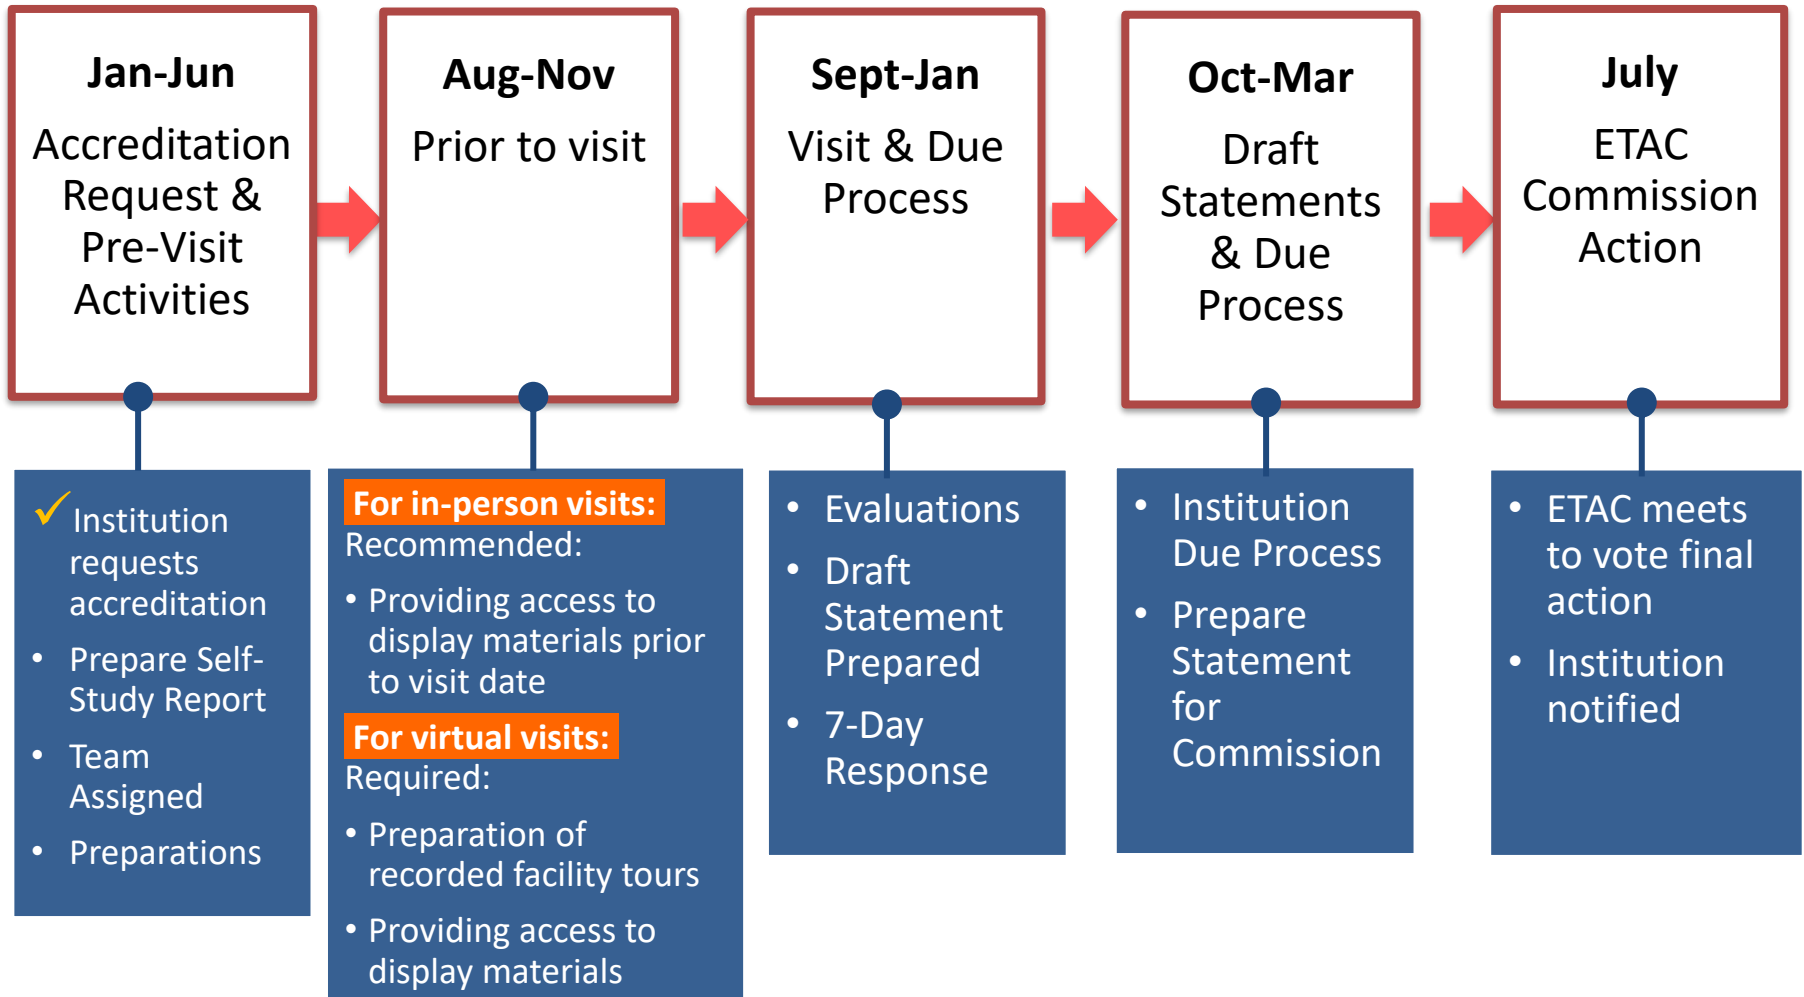 Jan-Jun
Accreditation
Request &
Pre-Visit
Activities
Aug-Nov
Prior to visit
Sept-Jan
Visit & Due
Process
Oct-Mar
Draft
Statements
& Due
Process
July
ETAC
Commission
Action
✓ Institution
requests
accreditation
• Prepare Self-
Study Report
• Team
Assigned
• Preparations
For in-person visits:
Recommended:
• Providing access to
display materials prior
to visit date
For virtual visits:
Required:
• Preparation of
recorded facility tours
• Providing access to
display materials
• Evaluations
• Draft
Statement
Prepared
• 7-Day
Response
• Institution
Due Process
• Prepare
Statement
for
Commission
• ETAC meets
to vote final
action
• Institution
notified